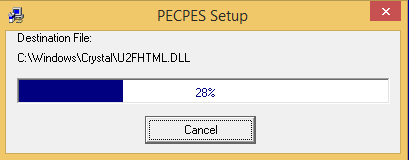 PECPES Setup
Destination File:
C:\Windows\Crystal\U2FHTML.DLL
28%
Cancel